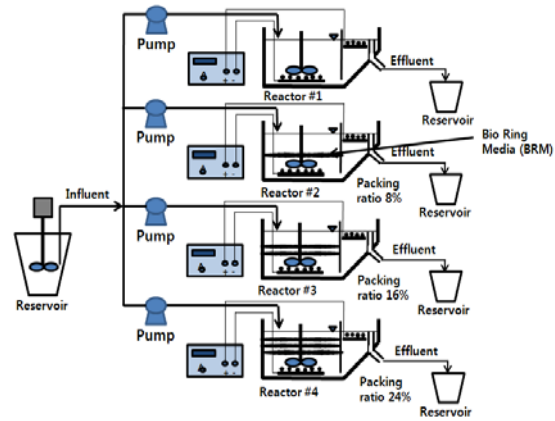 Pump
Effluent
Reactor #1
Reservoir
Pump
Bio Ring
Media (BRM)
Effluent
Reactor #2
Packing
ratio 8%
Reservoir
Influent
Reservoir
Pump
Effluent
Reactor #3
Packing
ratio 16%
Reservoir
Pump
Effluent
Reactor #4
Packing
ratio 24%
Reservoir